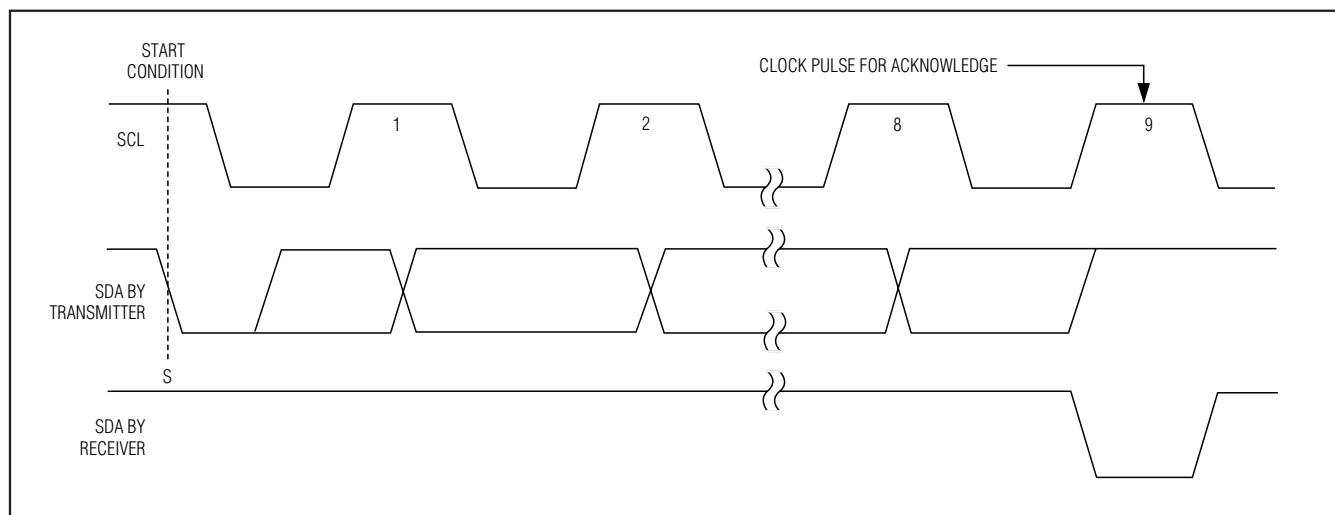 START
CONDITION
CLOCK PULSE FOR ACKNOWLEDGE
SCL
1
2
8
9
SDA BY
TRANSMITTER
S
SDA BY
RECEIVER